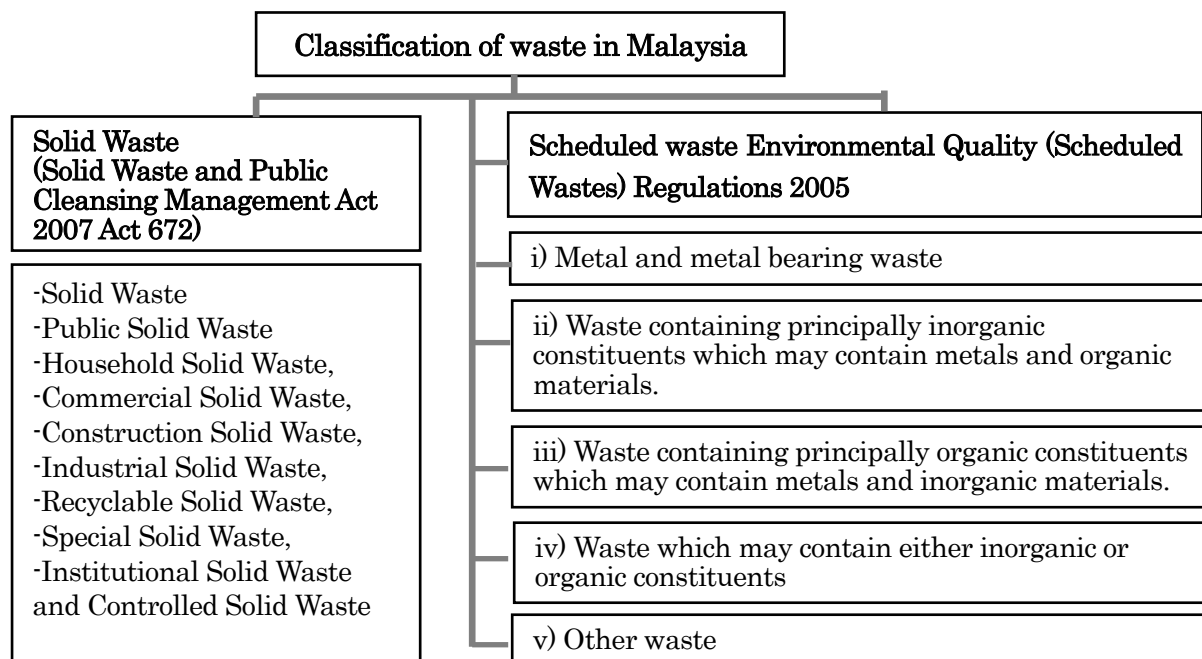 Classification of waste in Malaysia
Solid Waste
(Solid Waste and Public
Cleansing Management Act
2007 Act 672)
-Solid Waste
-Public Solid Waste
-Household Solid Waste,
-Commercial Solid Waste,
-Construction Solid Waste,
-Industrial Solid Waste,
-Recyclable Solid Waste,
-Special Solid Waste,
-Institutional Solid Waste
and Controlled Solid Waste
Scheduled waste Environmental Quality (Scheduled
Wastes) Regulations 2005
i) Metal and metal bearing waste
ii) Waste containing principally inorganic
constituents which may contain metals and organic
materials.
iii) Waste containing principally organic constituents
which may contain metals and inorganic materials.
iv) Waste which may contain either inorganic or
organic constituents
v) Other waste